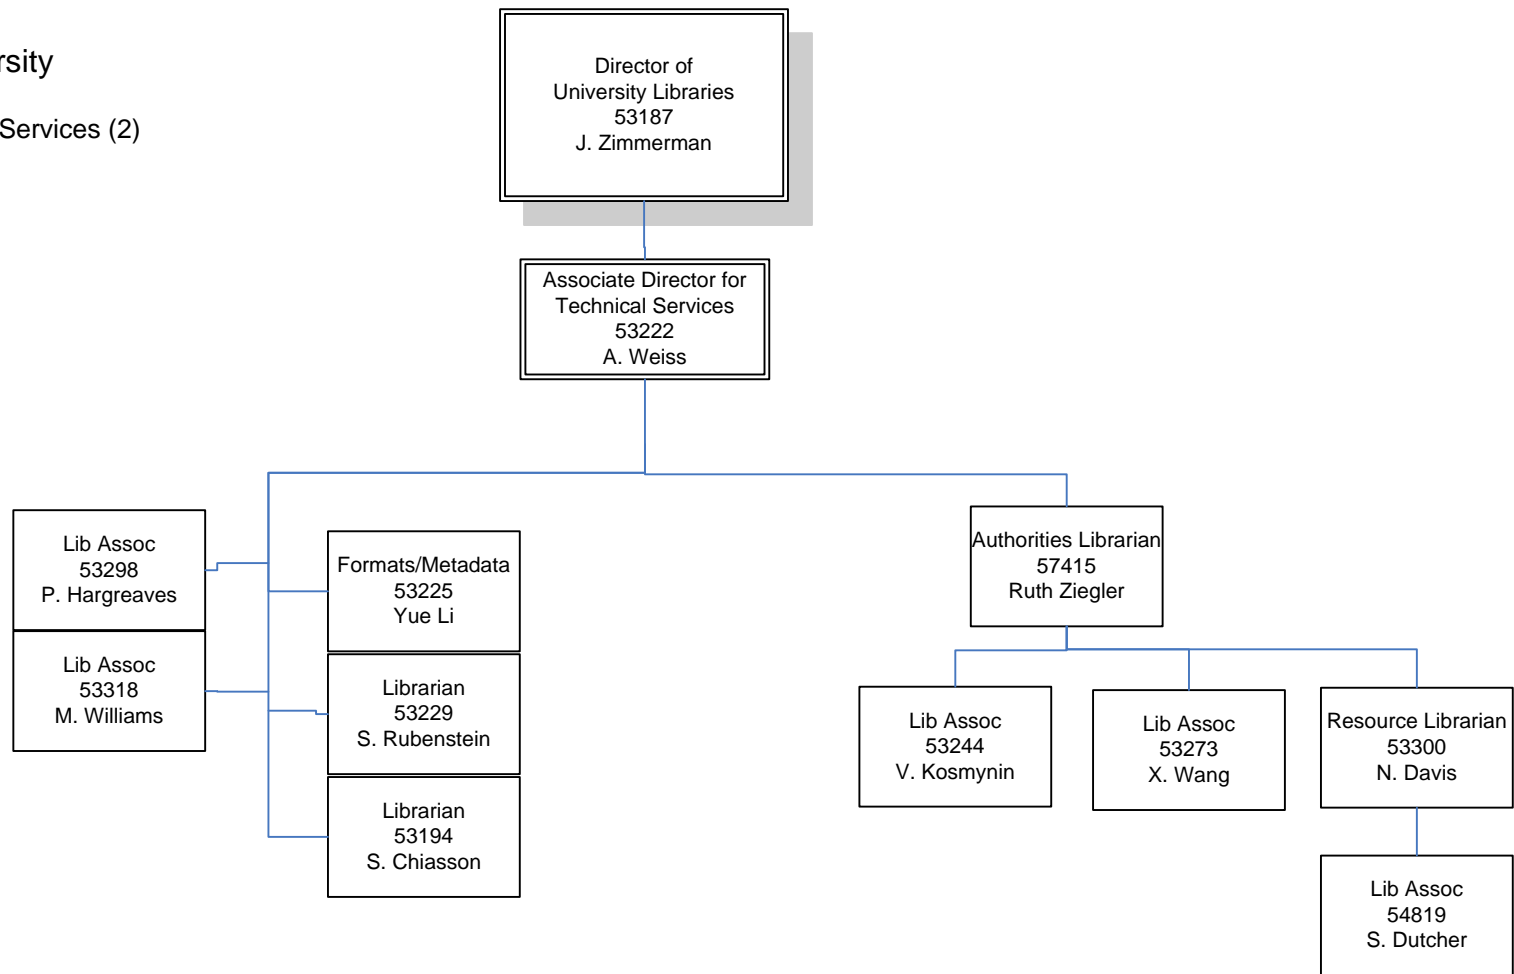 rsity
Services (2)
Director of
University Libraries
53187
J. Zimmerman
Associate Director for
Technical Services
53222
A. Weiss
Lib Assoc
53298
P. Hargreaves
Lib Assoc
53318
M. Williams
Formats/Metadata
53225
Yue Li
Librarian
53229
S. Rubenstein
Librarian
53194
S. Chiasson
Authorities Librarian
57415
Ruth Ziegler
Lib Assoc
53244
V. Kosmynin
Lib Assoc
53273
X. Wang
Resource Librarian
53300
N. Davis
Lib Assoc
54819
S. Dutcher